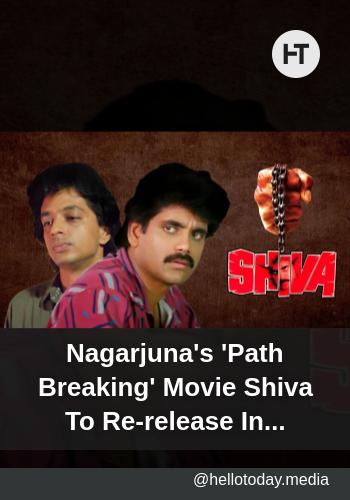 HT
SHIVA
Nagarjuna's 'Path
Breaking' Movie Shiva
To Re-release In...
@hellotoday.media